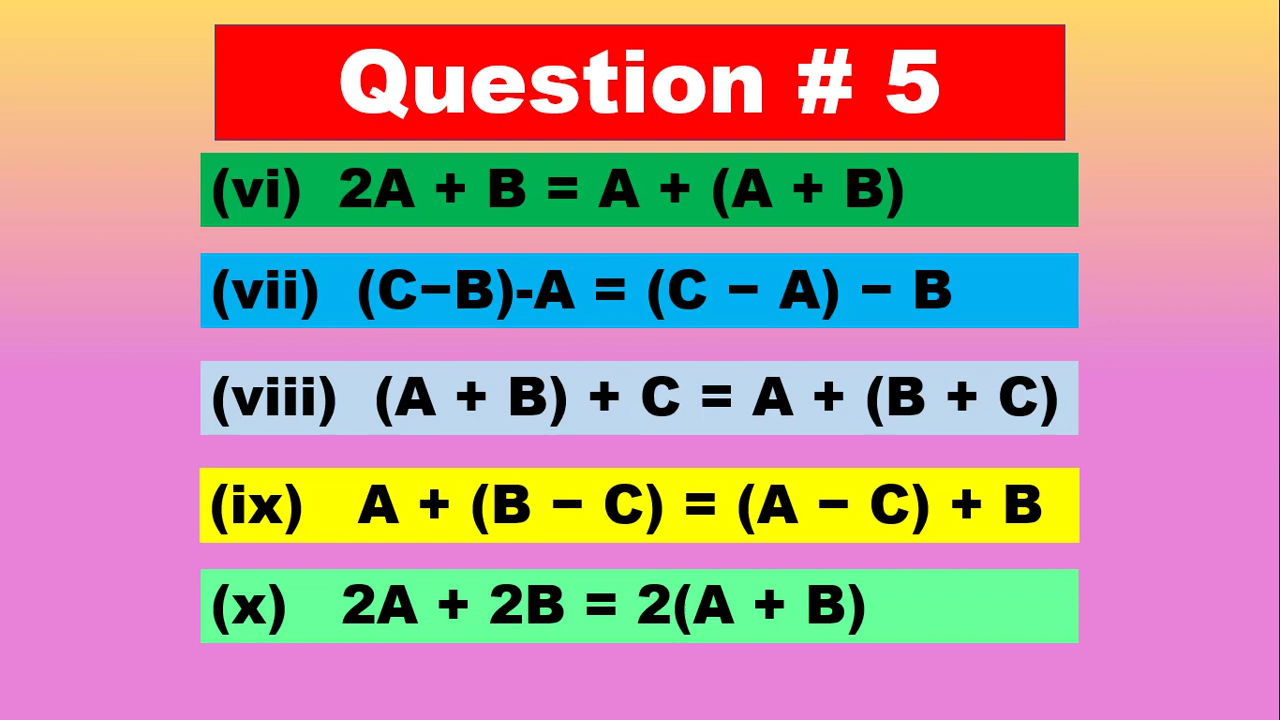 Question # 5
(vi) 2A + B = A + (A + B)
(vii) (C−B)-A = (C − A) − B
(viii) (A + B) + C = A + (B + C)
(ix) A + (B − C) = (A − C) + B
(x) 2A + 2B = 2(A + B)